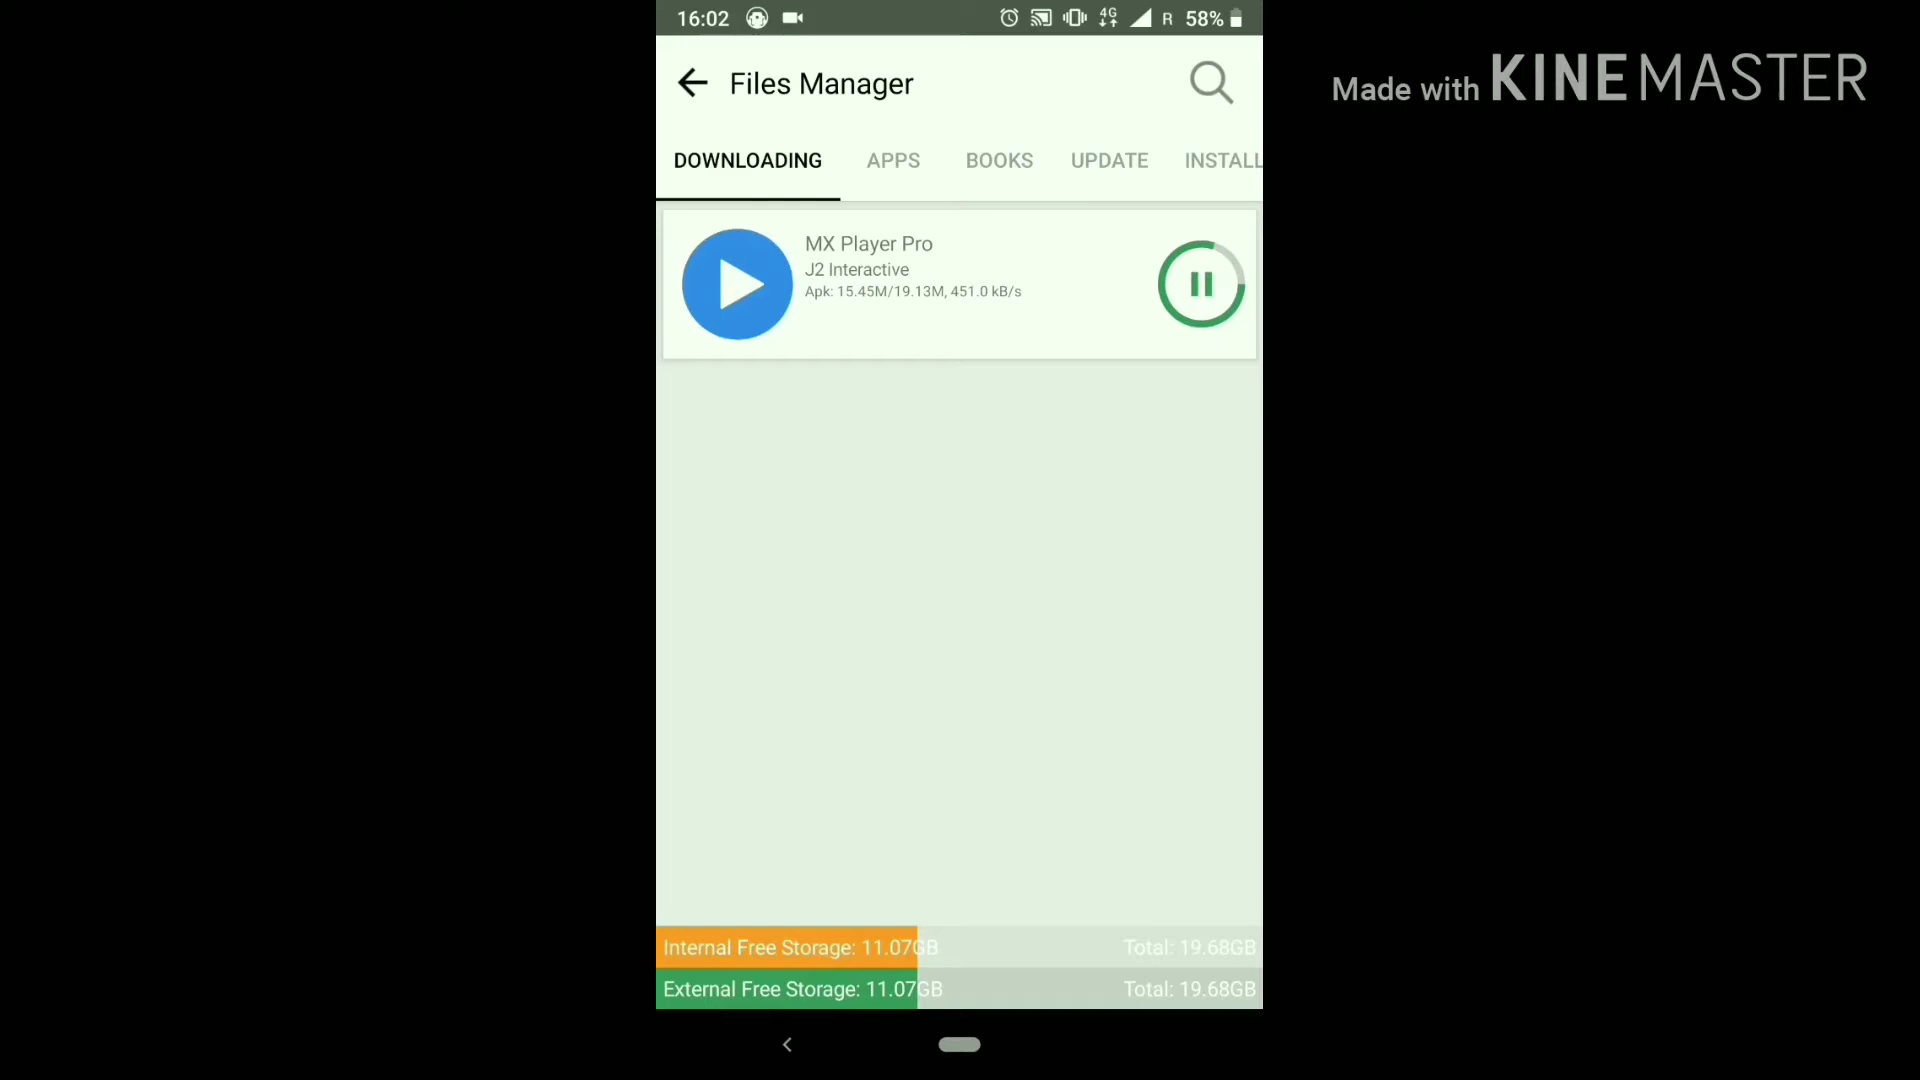 16:02 4G R 58%
Made with KINEMASTER
Files Manager
DOWNLOADING APPS BOOKS UPDATE INSTALL
MX Player Pro
J2 Interactive
Apk: 15.45M/19.13M, 451.0 kB/s
Internal Free Storage: 11.07GB Total: 19.68GB
External Free Storage: 11.07GB Total: 19.68GB